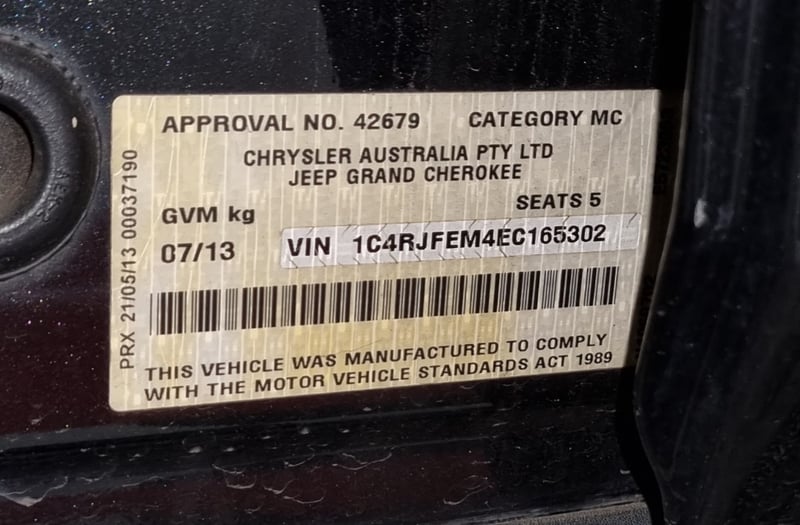 APPROVAL NO. 42679 CATEGORY MC
CHRYSLER AUSTRALIA PTY LTD
JEEP GRAND CHEROKEE
SEATS 5
GVM kg
07/13 VIN 1C4RJFEM4EC165302
THIS VEHICLE WAS MANUFACTURED TO COMPLY
WITH THE MOTOR VEHICLE STANDARDS ACT 1989
PRX 21/05/13 00037190